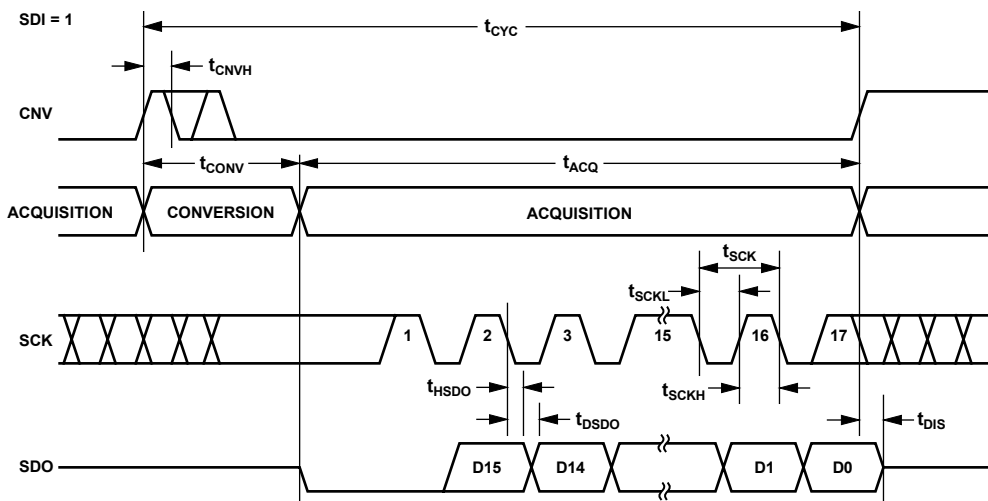 SDI = 1
tCYC
tCNVH
CNV
tCONV
tACQ
ACQUISITION
CONVERSION
ACQUISITION
tSCK
tSCKL
SCK
1
2
3
15
16
17
tHSDO
tSCKH
tDSDO
tDIS
SDO
D15
D14
D1
D0